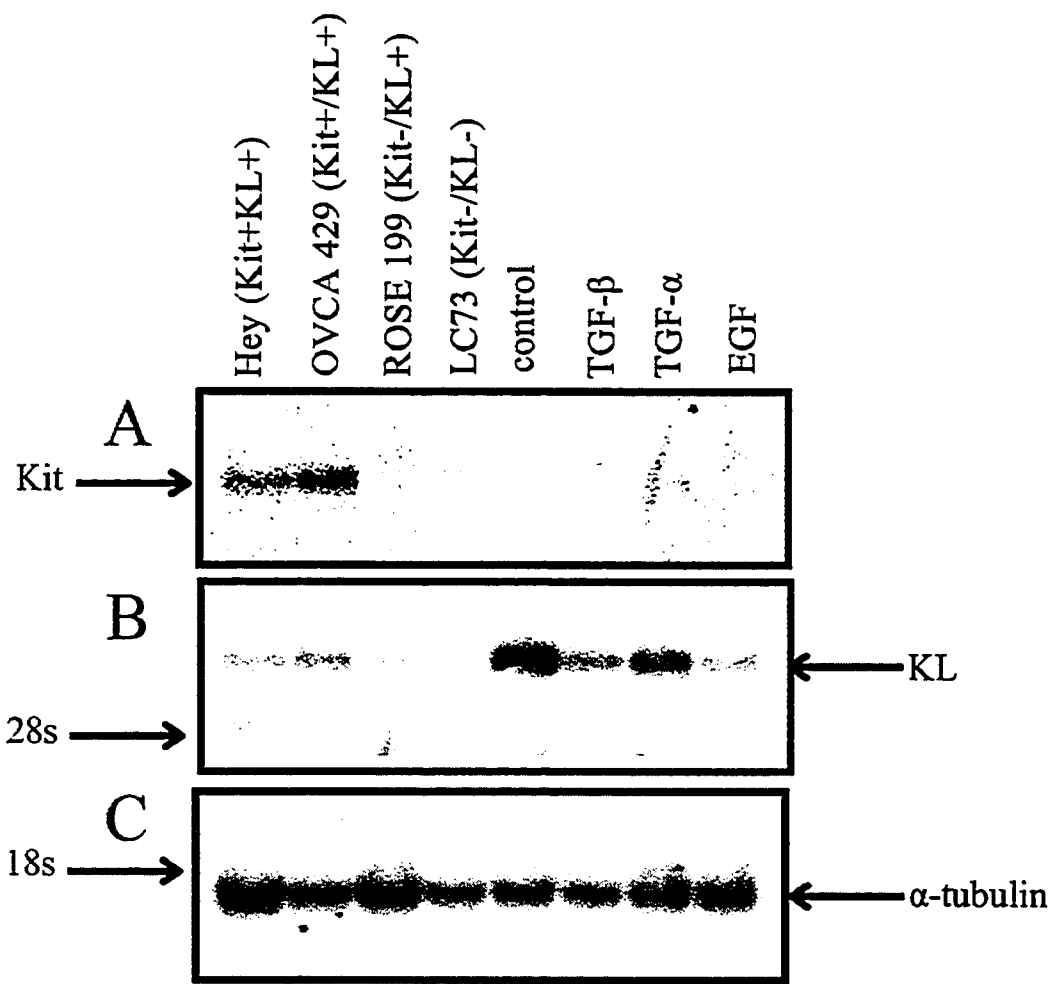 Hey (Kit+KL+)
OVCA 429 (Kit+/KL+)
ROSE 199 (Kit-/KL+)
LC73 (Kit-/KL-)
control
TGF-β
TGF-α
EGF
A
Kit
B
KL
28s
C
18s
α-tubulin